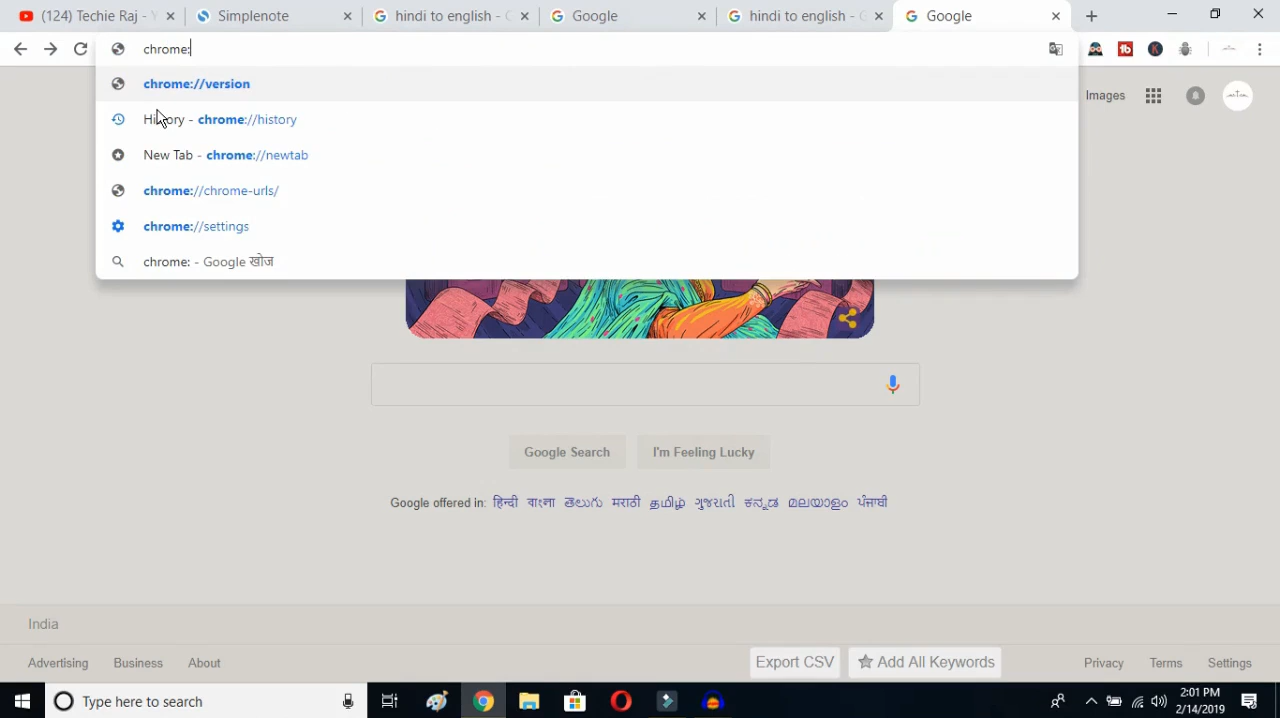 (124) Techie Raj -
Simplenote
hindi to english -
Google
hindi to english -
Google
chrome:
chrome://version
History - chrome://history
New Tab - chrome://newtab
chrome://chrome-urls/
chrome://settings
chrome: - Google खोज
Images
Google Search
I'm Feeling Lucky
Google offered in: हिन्दी বাংলা తెలుగు मराठी தமிழ் ગુજરાતી ಕನ್ನಡ മലയാളം ਪੰਜਾਬੀ
India
Advertising
Business
About
Export CSV
Add All Keywords
Privacy
Terms
Settings
Type here to search
2:01 PM
2/14/2019